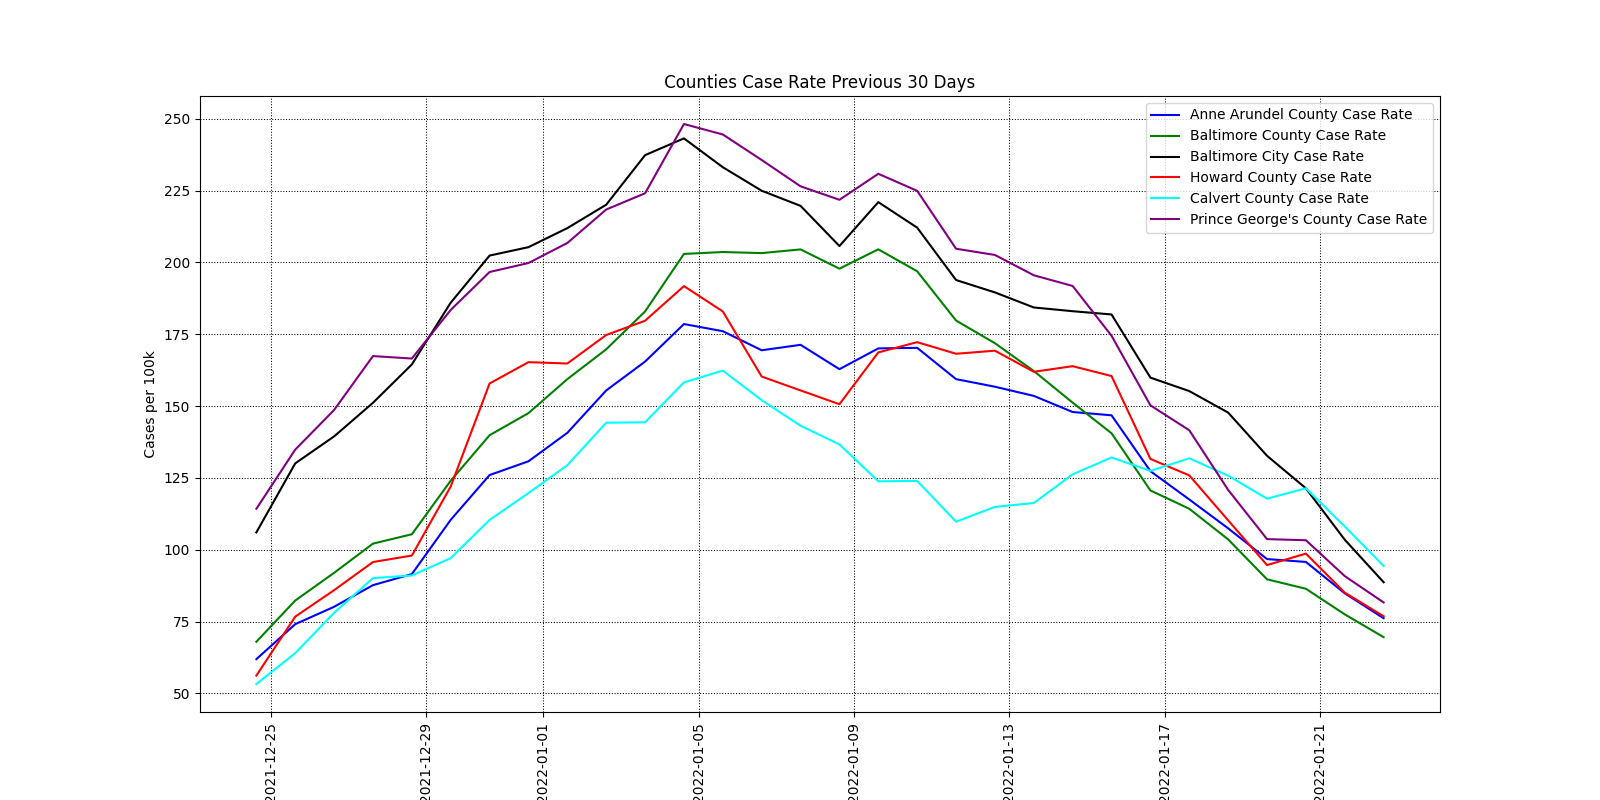 Counties Case Rate Previous 30 Days
Anne Arundel County Case Rate
Baltimore County Case Rate
Baltimore City Case Rate
Howard County Case Rate
Calvert County Case Rate
Prince George's County Case Rate
Cases per 100k
250
225
200
175
150
125
100
75
50
2021-12-25
2021-12-29
2022-01-01
2022-01-05
2022-01-09
2022-01-13
2022-01-17
2022-01-21